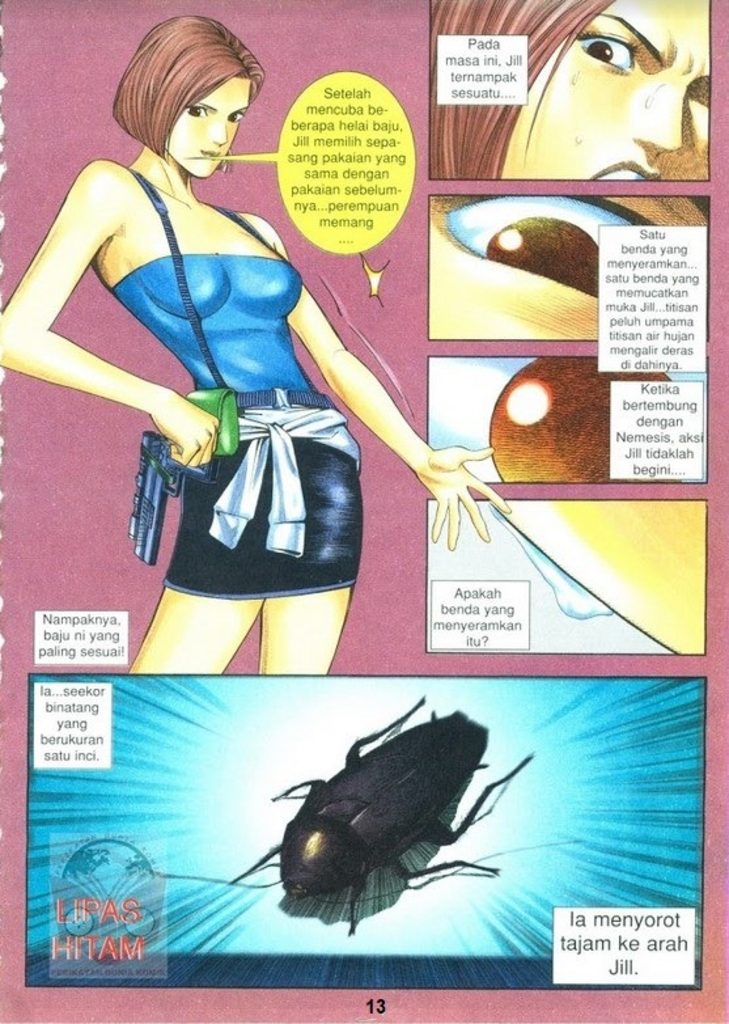 Setelah
mencuba be-
berapa helai baju,
Jill memilih sepa-
sang pakaian yang
sama dengan
pakaian sebelum-
nya...perempuan
memang
....
Nampaknya,
baju ni yang
paling sesuai!
Pada
masa ini, Jill
ternampak
sesuatu....
Satu
benda yang
menyeramkan...
satu benda yang
memucatkan
muka Jill...titisan
peluh umpama
titisan air hujan
mengalir deras
di dahinya.
Ketika
bertembung
dengan
Nemesis, aksi
Jill tidaklah
begini....
Apakah
benda yang
menyeramkan
itu?
Ia...seekor
binatang
yang
berukuran
satu inci.
LIPAS
HITAM
Ia menyorot
tajam ke arah
Jill.
13